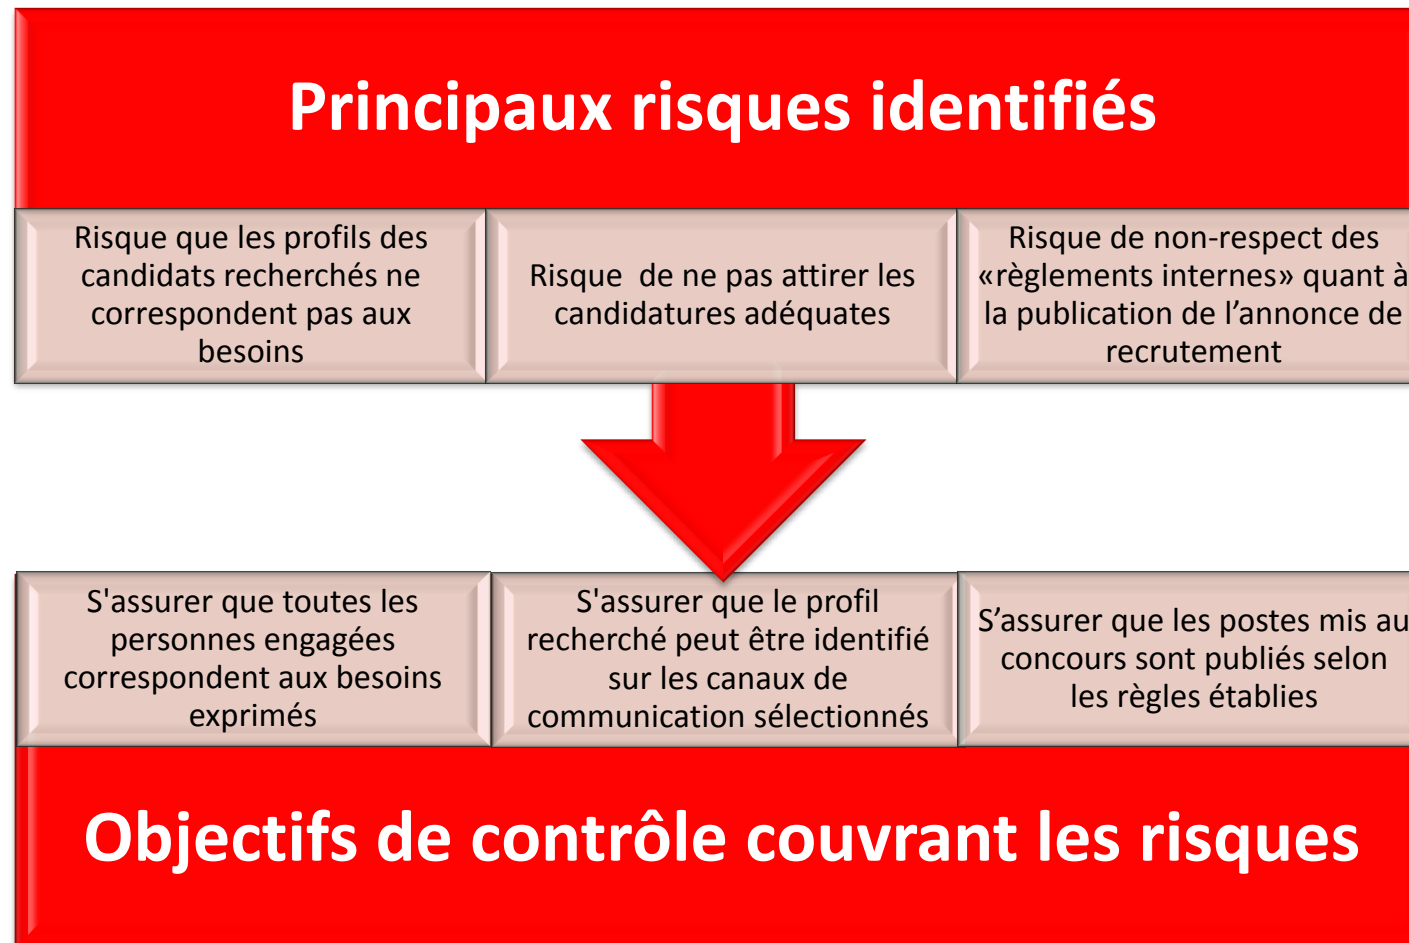 Principaux risques identifiés
Risque que les profils des
candidats recherchés ne
correspondent pas aux
besoins
Risque de ne pas attirer les
candidatures adéquates
Risque de non-respect des
«règlements internes» quant à
la publication de l’annonce de
recrutement
S'assurer que toutes les
personnes engagées
correspondent aux besoins
exprimés
S'assurer que le profil
recherché peut être identifié
sur les canaux de
communication sélectionnés
S’assurer que les postes mis au
concours sont publiés selon
les règles établies
Objectifs de contrôle couvrant les risques